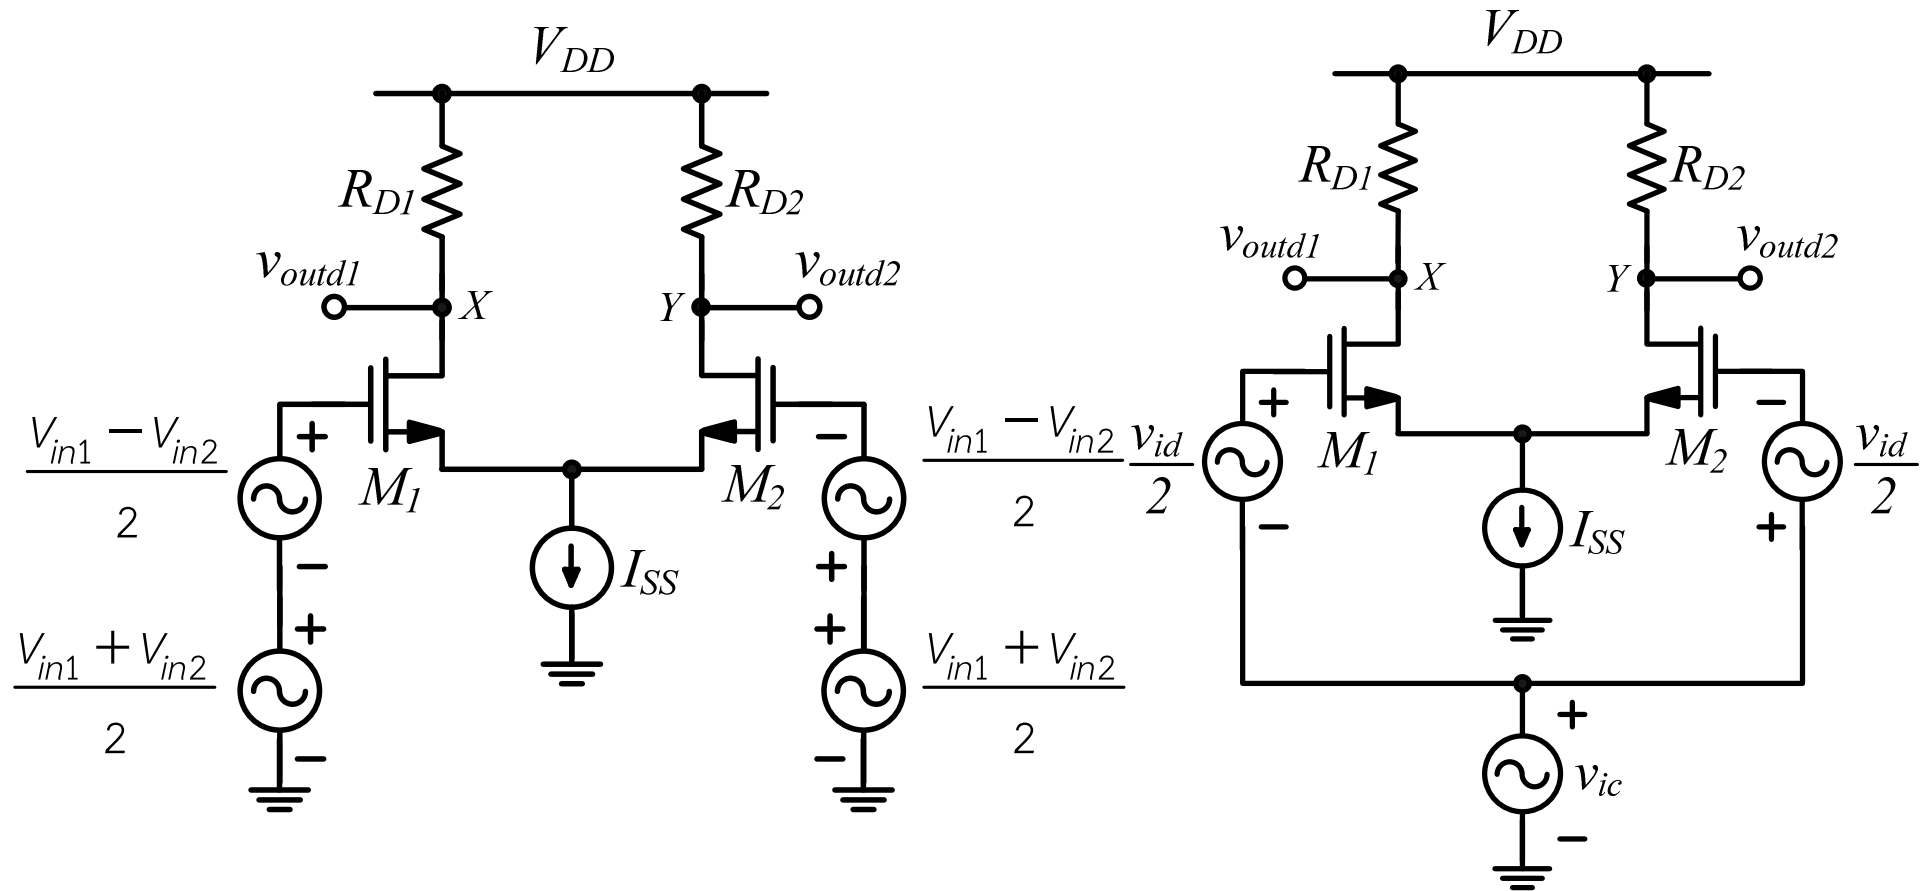 V_DD
R_D1 R_D2
v_outd1 X Y v_outd2
V_in1 − V_in2
2
+ −
M_1 M_2
V_in1 − V_in2
2
− +
I_SS
V_in1 + V_in2
2
+ +
V_in1 + V_in2
2
− −
V_DD
R_D1 R_D2
v_outd1 X Y v_outd2
+ −
M_1 M_2
v_id
2
v_id
2
− +
I_SS
+
v_ic
−